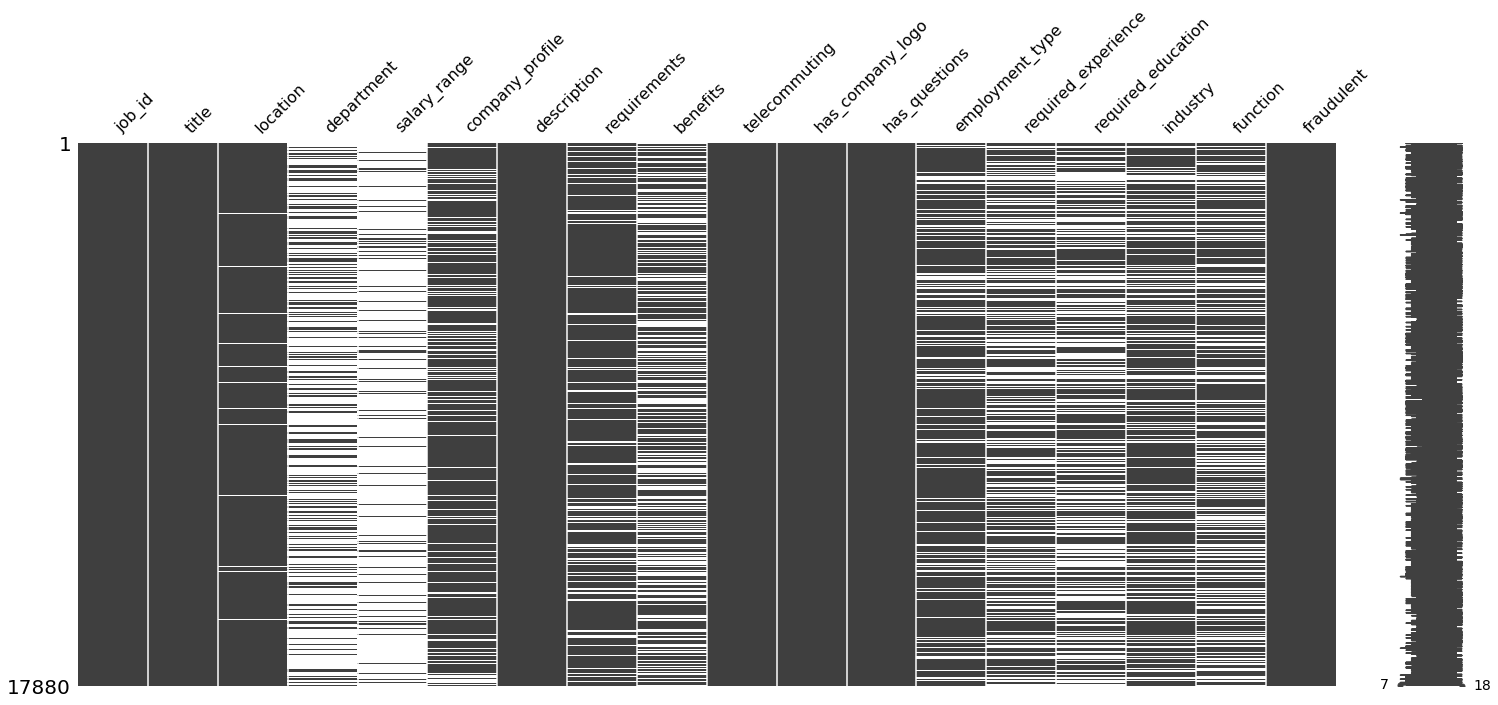 job_id
title
location
department
salary_range
company_profile
description
requirements
benefits
telecommuting
has_company_logo
has_questions
employment_type
required_experience
required_education
industry
function
fraudulent
1
17880
7
18